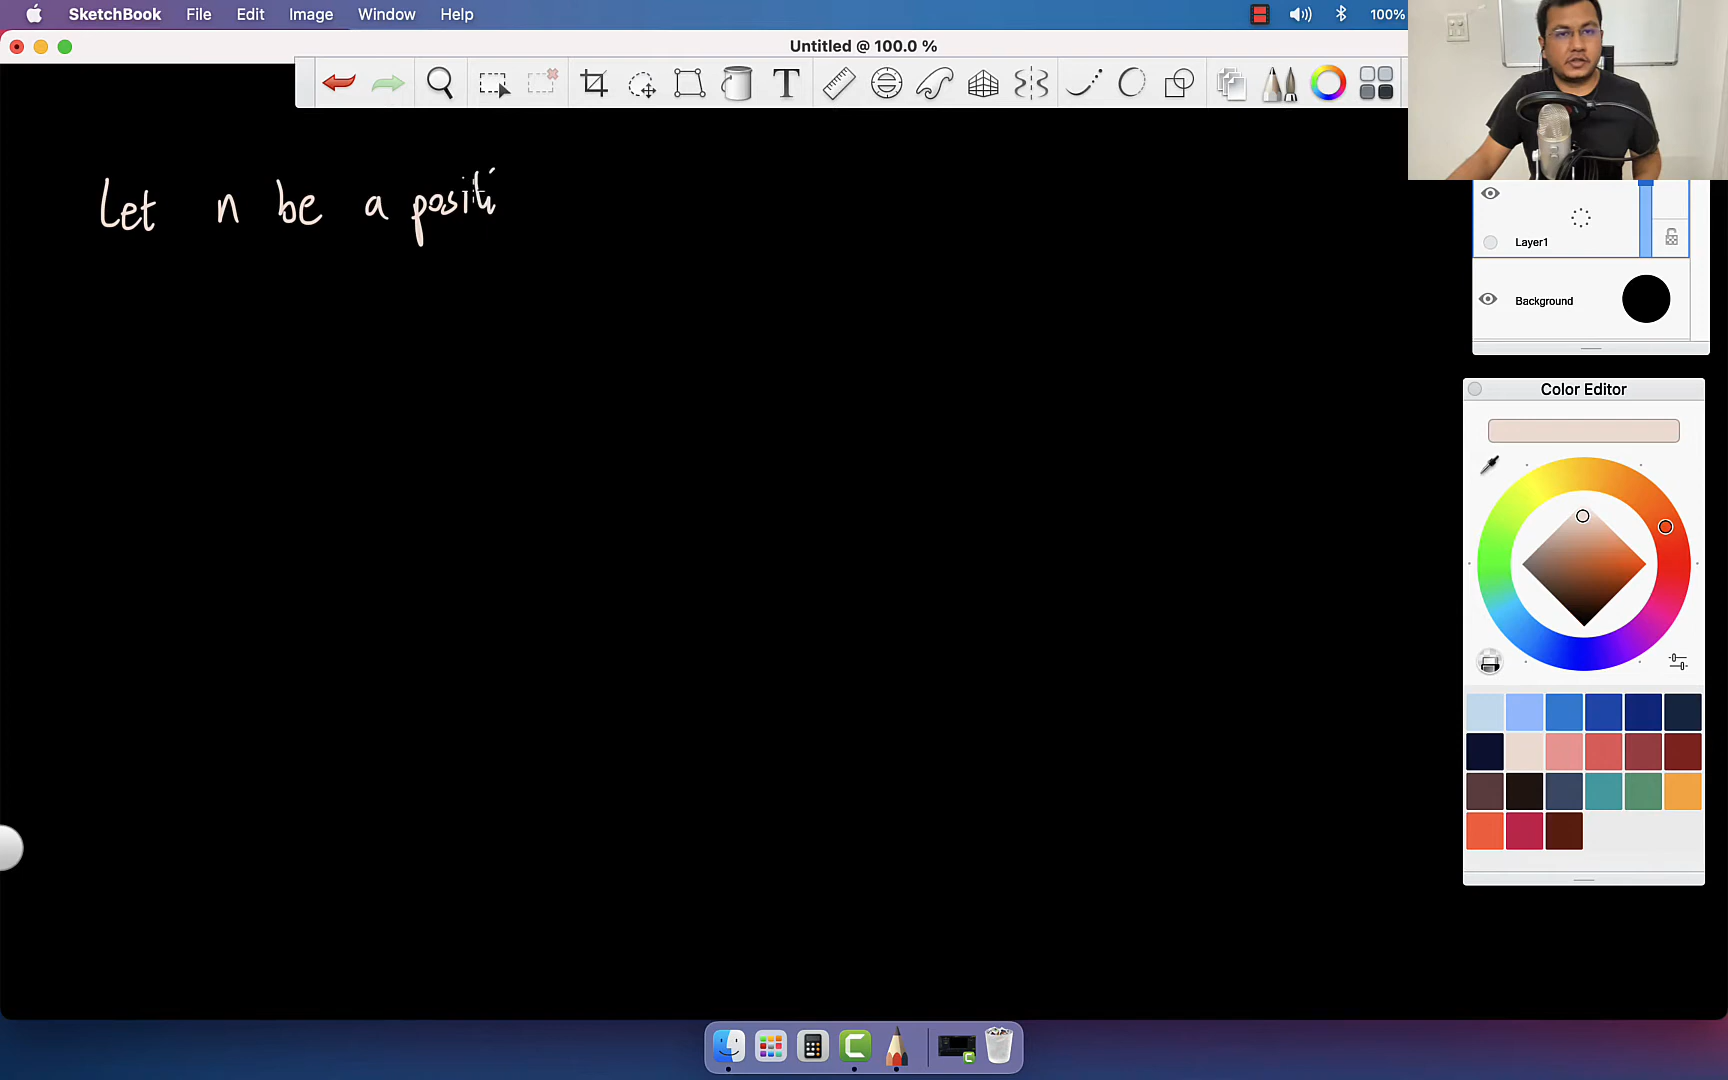 SketchBook File Edit Image Window Help 100%
Untitled @ 100.0 %
T
Let n be a positi
Layer1
Background
Color Editor